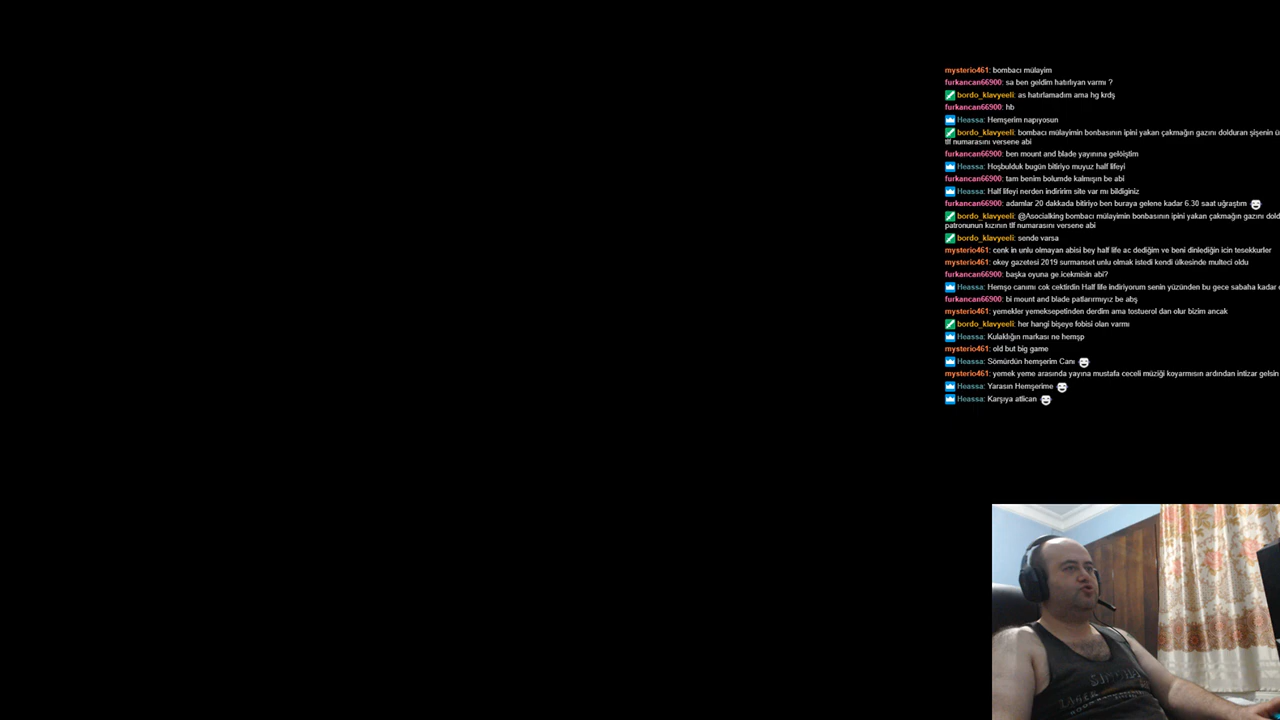 mysterio461: bombacı mülayim
furkancan66900: sa ben geldim hatırlıyan varmı ?
bordo_klavyeeli: as hatırlamadım ama hg krdş
furkancan66900: hb
Heassa: Hemşerim napıyosun
bordo_klavyeeli: bombacı mülayimin bonbasının ipini yakan çakmağın gazını dolduran şişenin ü
tlf numarasını versene abi
furkancan66900: ben mount and blade yayınına gelöiştim
Heassa: Hoşbulduk bugün bitiriyo muyuz half lifeyi
furkancan66900: tam benim bolumde kalmışın be abi
Heassa: Half lifeyi nerden indiririm site var mı bildiginiz
furkancan66900: adamlar 20 dakkada bitiriyo ben buraya gelene kadar 6.30 saat uğraştım
bordo_klavyeeli: @Asocialking bombacı mülayimin bonbasının ipini yakan çakmağın gazını dold
patronunun kızının tlf numarasını versene abi
bordo_klavyeeli: sende varsa
mysterio461: cenk in unlu olmayan abisi bey half life ac dediğim ve beni dinlediğin icin tesekkurler
mysterio461: okey gazetesi 2019 surmanset unlu olmak istedi kendi ülkesinde multeci oldu
furkancan66900: başka oyuna ge.icekmisin abi?
Heassa: Hemşo canımı cok cektirdin Half life indiriyorum senin yüzünden bu gece sabaha kadar
furkancan66900: bi mount and blade patlarırmıyız be abş
mysterio461: yemekler yemeksepetinden derdim ama tostuerol dan olur bizim ancak
bordo_klavyeeli: her hangi bişeye fobisi olan varmı
Heassa: Kulaklığın markası ne hemşp
mysterio461: old but big game
Heassa: Sömürdün hemşerim Canı
mysterio461: yemek yeme arasında yayına mustafa ceceli müziği koyarmısın ardından intizar gelsin
Heassa: Yarasın Hemşerime
Heassa: Karşıya atlican